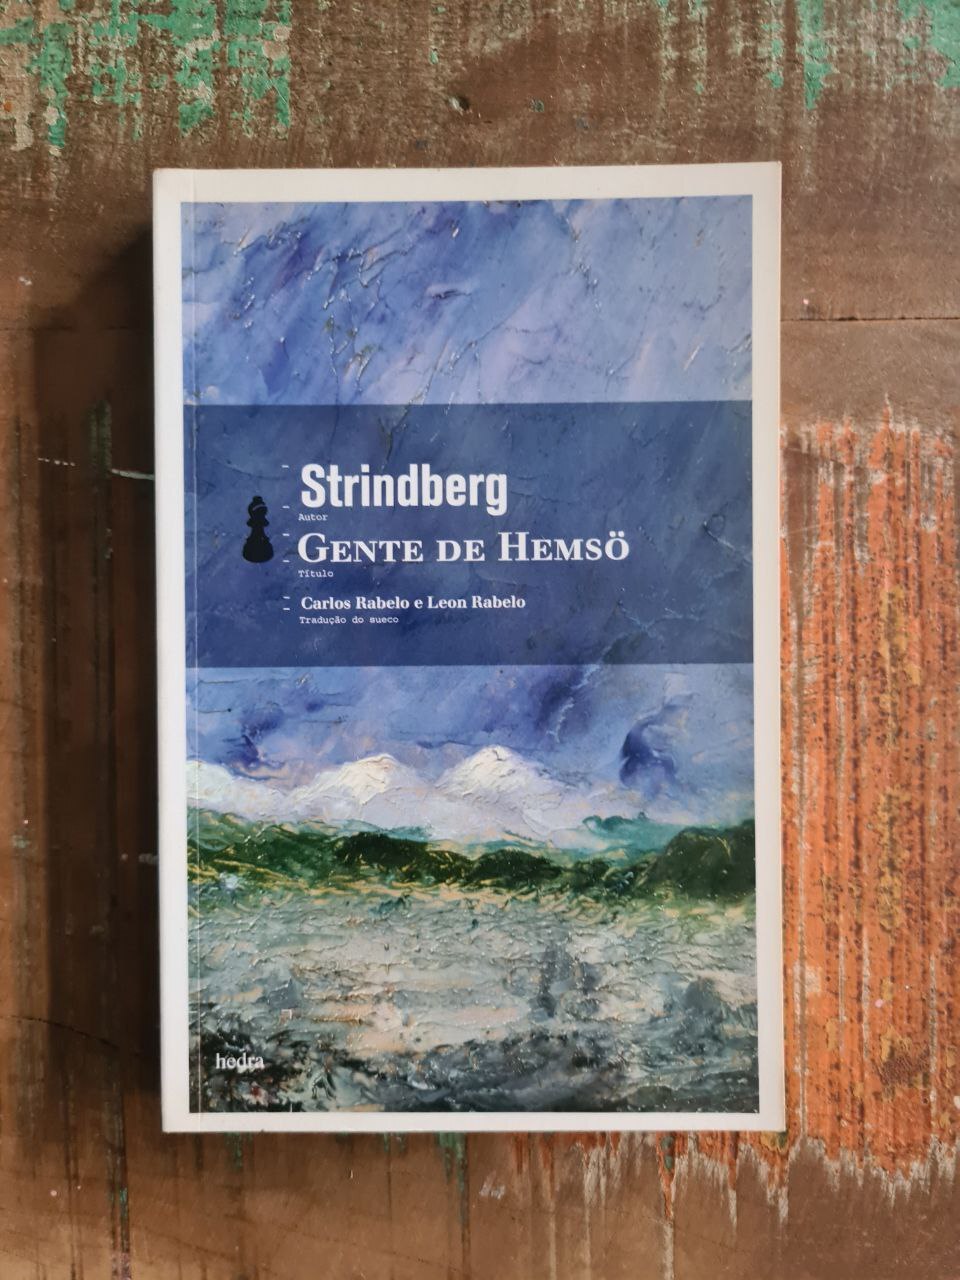 Strindberg
Autor
GENTE DE HEMSÖ
Título
Carlos Rabelo e Leon Rabelo
Tradução do sueco
hedra